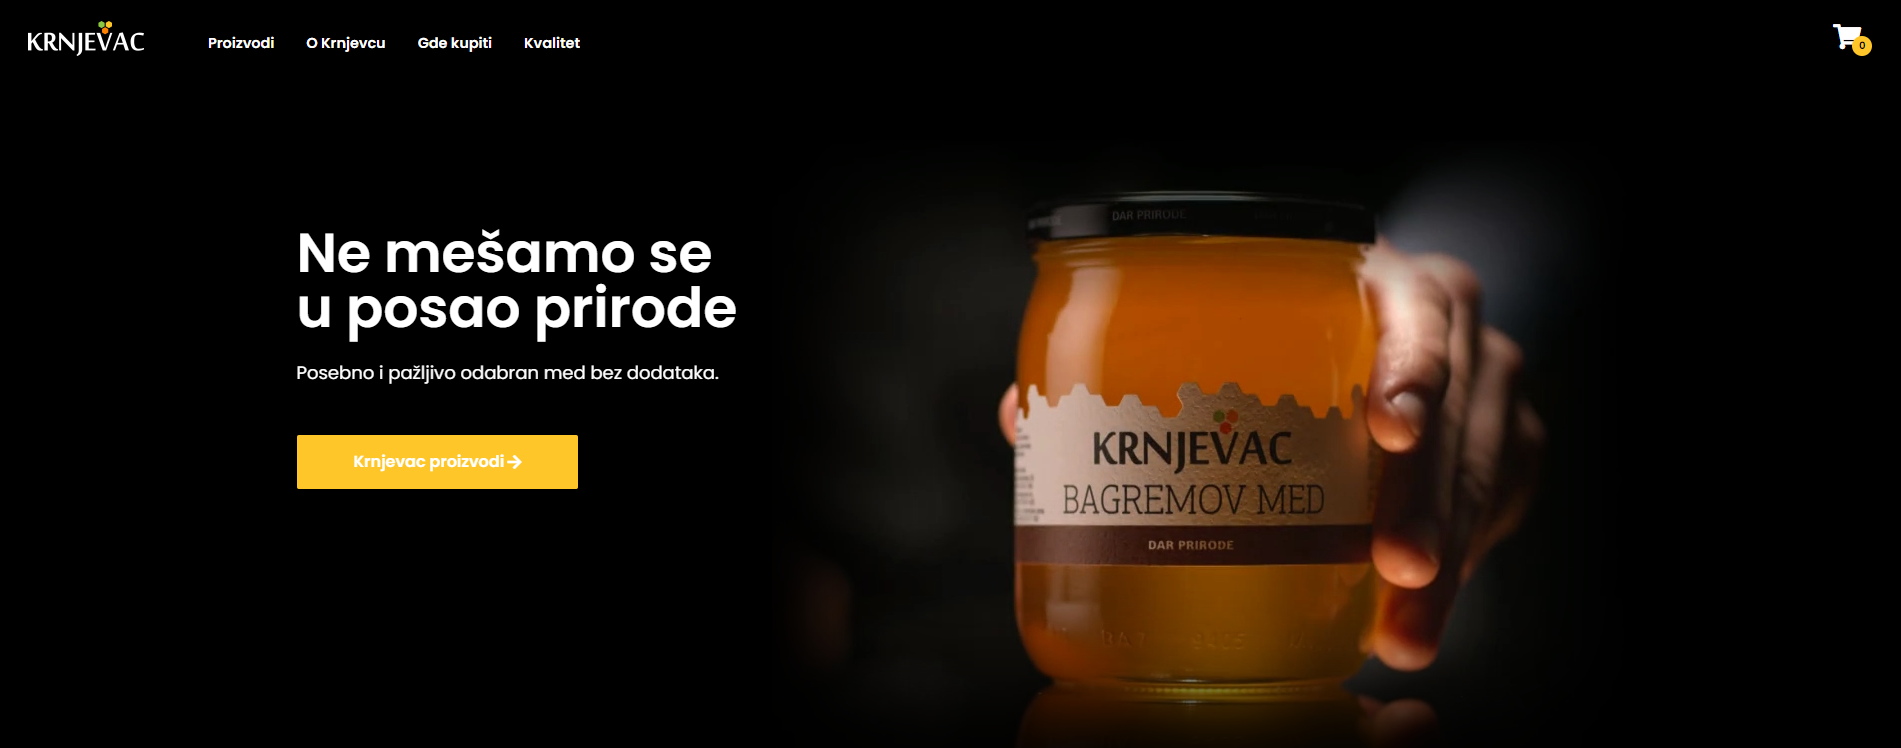 KRNJEVAC
Proizvodi
O Krnjevcu
Gde kupiti
Kvalitet
0
Ne mešamo se
u posao prirode
Posebno i pažljivo odabran med bez dodataka.
Krnjevac proizvodi
DAR PRIRODE
KRNJEVAC
BAGREMOV MED
DAR PRIRODE